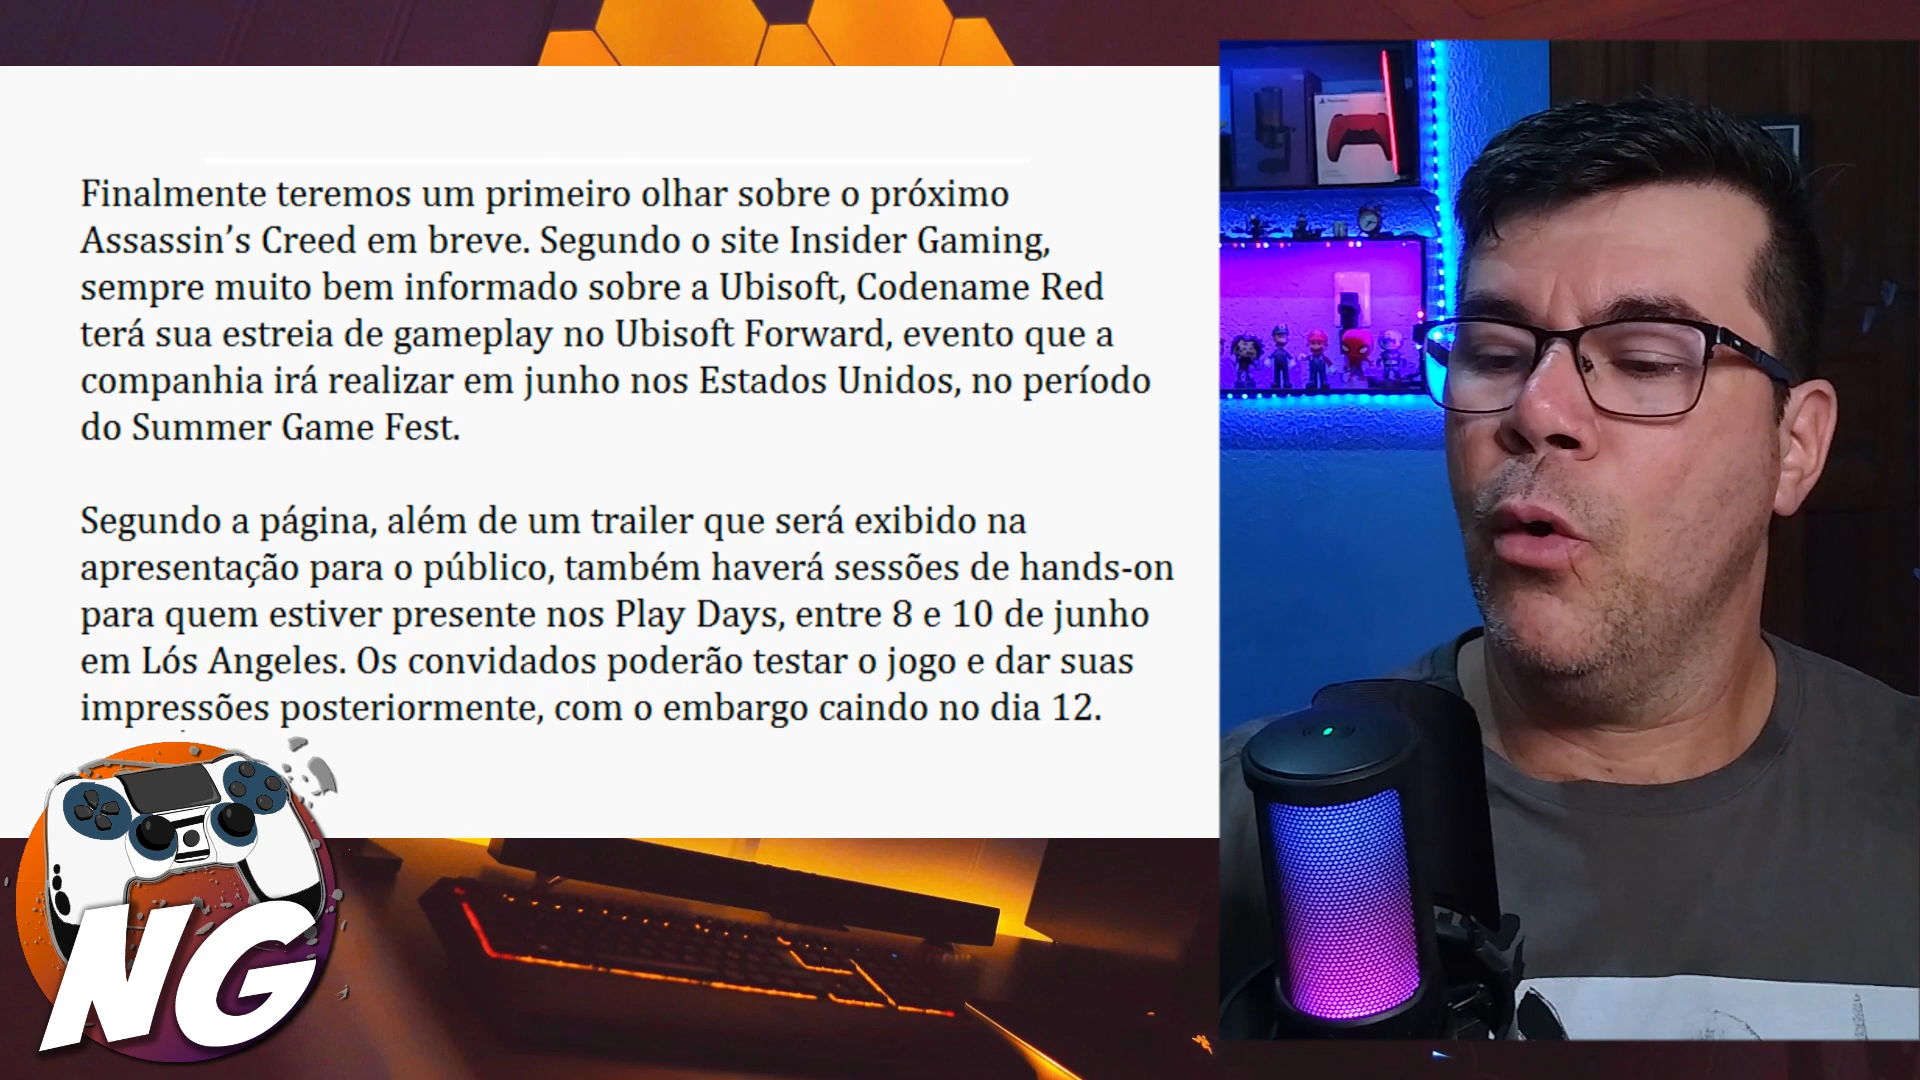 Finalmente teremos um primeiro olhar sobre o próximo
Assassin’s Creed em breve. Segundo o site Insider Gaming,
sempre muito bem informado sobre a Ubisoft, Codename Red
terá sua estreia de gameplay no Ubisoft Forward, evento que a
companhia irá realizar em junho nos Estados Unidos, no período
do Summer Game Fest.
Segundo a página, além de um trailer que será exibido na
apresentação para o público, também haverá sessões de hands-on
para quem estiver presente nos Play Days, entre 8 e 10 de junho
em Lós Angeles. Os convidados poderão testar o jogo e dar suas
impressões posteriormente, com o embargo caindo no dia 12.
NG